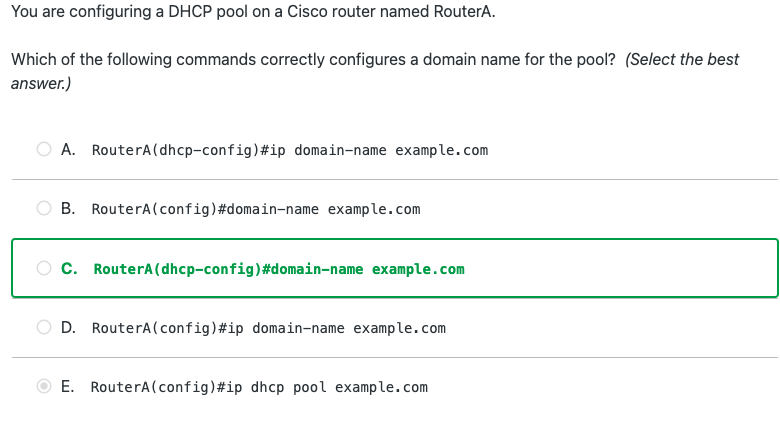 You are configuring a DHCP pool on a Cisco router named RouterA.
Which of the following commands correctly configures a domain name for the pool? (Select the best
answer.)
A. RouterA(dhcp-config)#ip domain-name example.com
B. RouterA(config)#domain-name example.com
C. RouterA(dhcp-config)#domain-name example.com
D. RouterA(config)#ip domain-name example.com
E. RouterA(config)#ip dhcp pool example.com